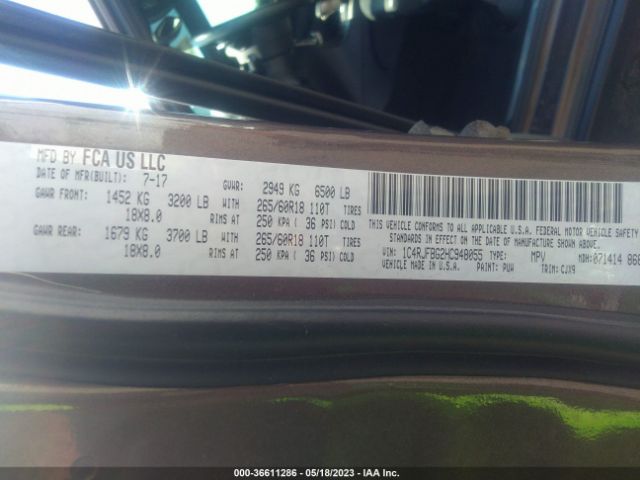 MFD BY FCA US LLC
DATE OF MFR(BUILT): 7-17 GVWR: 2949 KG 6500 LB
GAWR FRONT: 1452 KG 3200 LB WITH 265/60R18 110T TIRES
18X8.0 RIMS AT 250 KPA ( 36 PSI) COLD
GAWR REAR: 1679 KG 3700 LB WITH 265/60R18 110T TIRES
18X8.0 RIMS AT 250 KPA ( 36 PSI) COLD
THIS VEHICLE CONFORMS TO ALL APPLICABLE U.S.A. FEDERAL MOTOR VEHICLE
STANDARDS IN EFFECT ON THE DATE OF MANUFACTURE SHOWN ABOVE.
VIN: 1C4RJFBG2HC948055 TYPE: MPV MDH: 071414 868
VEHICLE MADE IN U.S.A. PAINT: PUW TRIM: CJX9
000-36611286 - 05/18/2023 - IAA Inc.